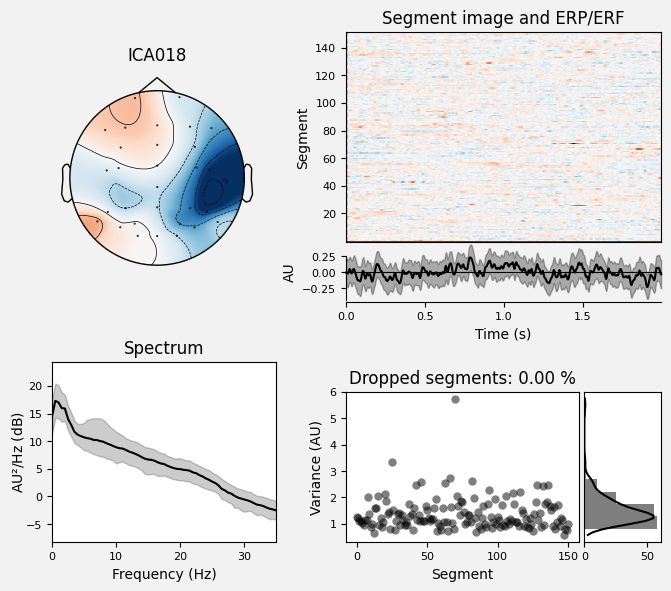 ICA018
Segment image and ERP/ERF
Segment
140
120
100
80
60
40
20
AU
0.25
0.00
−0.25
0.0 0.5 1.0 1.5
Time (s)
Spectrum
AU²/Hz (dB)
20
15
10
5
0
−5
0 10 20 30
Frequency (Hz)
Dropped segments: 0.00 %
Variance (AU)
6
5
4
3
2
1
0 50 100 150
Segment
0 50